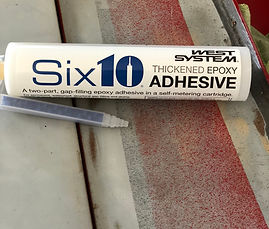 WEST
SYSTEM
Six10
THICKENED EPOXY
ADHESIVE
A two-part, gap-filling epoxy adhesive in a self-metering cartridge.